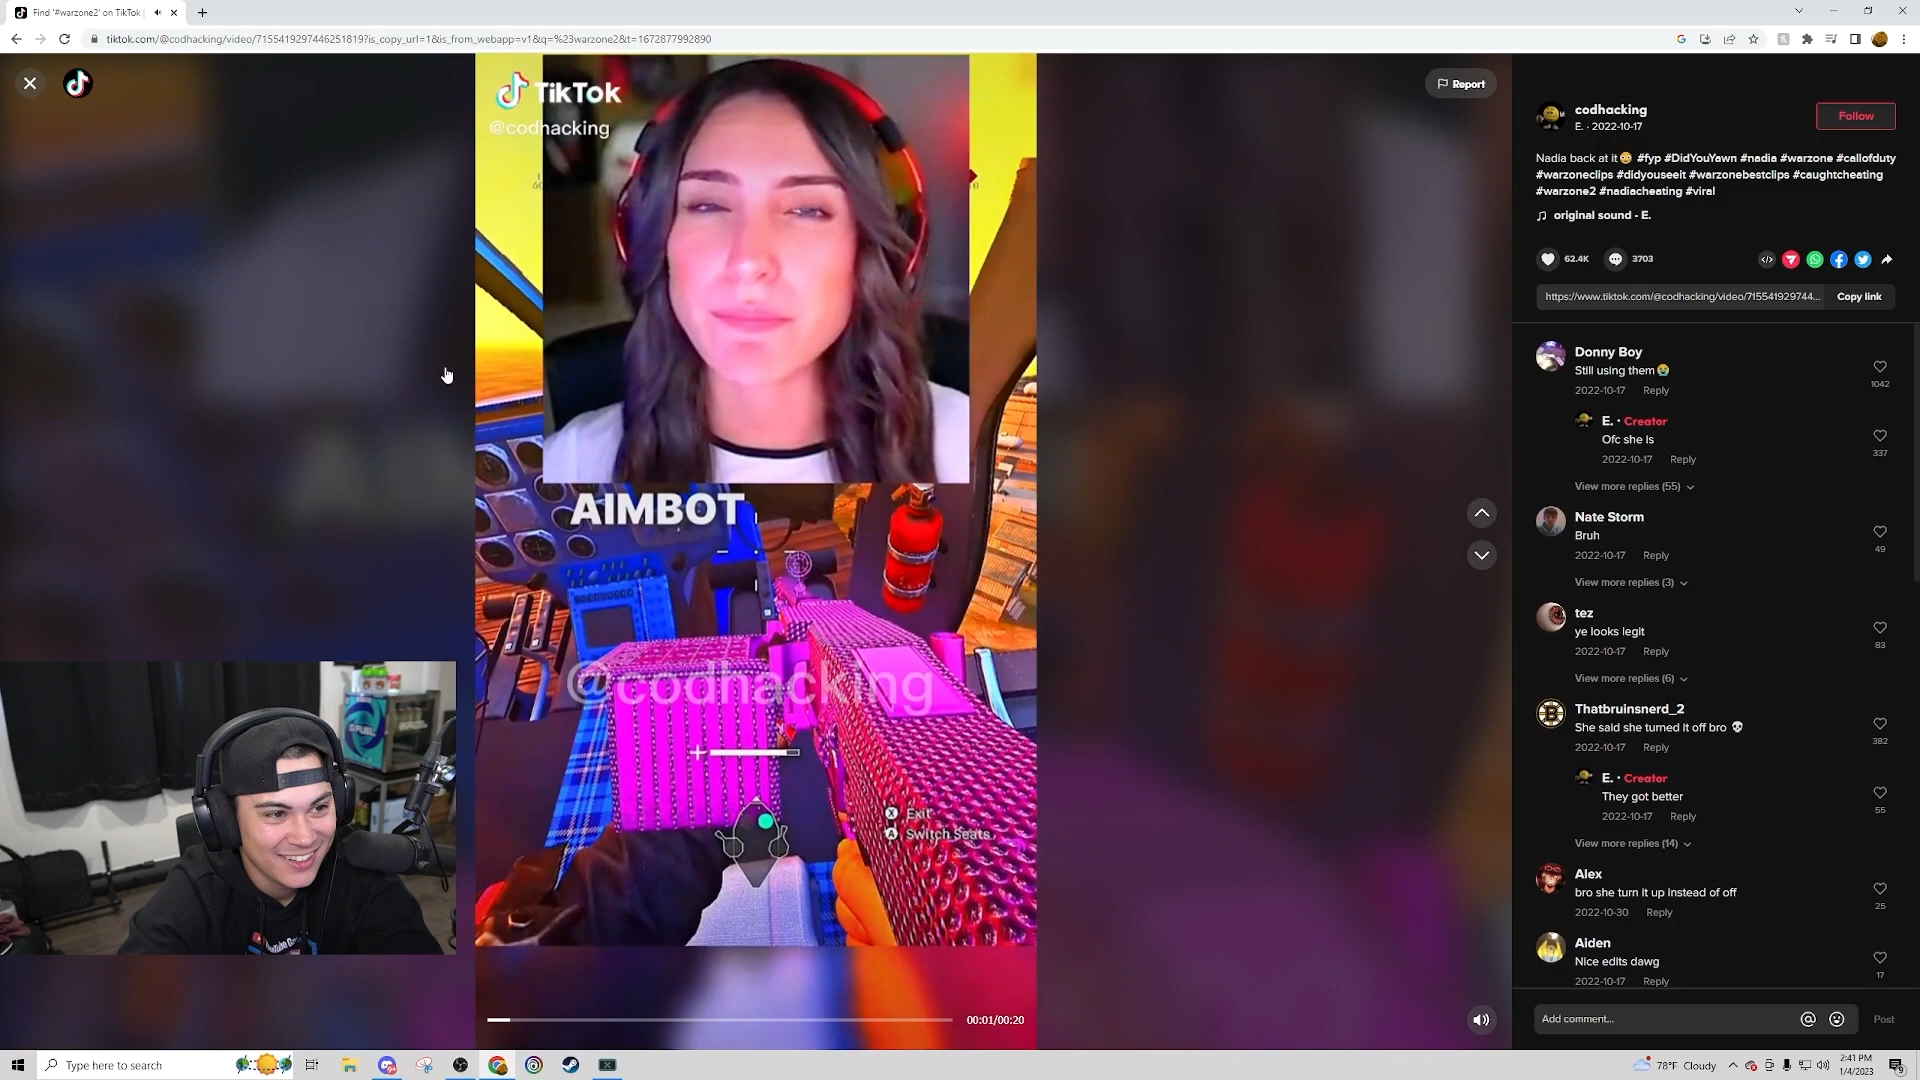 Find '#warzone2' on TikTok |
tiktok.com/@codhacking/video/7155419297446251819?is_copy_url=1&is_from_webapp=v1&q=%23warzone2&t=1672877992890
TikTok
@codhacking
Report
AIMBOT
@codhacking
Exit
Switch Seats
00:01/00:20
codhacking
E. · 2022-10-17
Follow
Nadia back at it😳 #fyp #DidYouYawn #nadia #warzone #callofduty
#warzoneclips #didyouseeit #warzonebestclips #caughtcheating
#warzone2 #nadiacheating #viral
original sound - E.
62.4K
3703
https://www.tiktok.com/@codhacking/video/71554192974...
Copy link
Donny Boy
Still using them😭
2022-10-17 Reply
1042
E. · Creator
Ofc she is
2022-10-17 Reply
337
View more replies (55)
Nate Storm
Bruh
2022-10-17 Reply
49
View more replies (3)
tez
ye looks legit
2022-10-17 Reply
83
View more replies (6)
Thatbruinsnerd_2
She said she turned it off bro 💀
2022-10-17 Reply
382
E. · Creator
They got better
2022-10-17 Reply
55
View more replies (14)
Alex
bro she turn it up instead of off
2022-10-30 Reply
25
Aiden
Nice edits dawg
2022-10-17 Reply
17
Add comment...
Post
Type here to search
78°F Cloudy
2:41 PM
1/4/2023